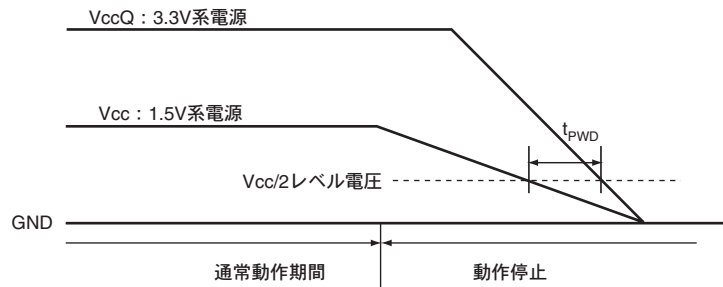 VccQ：3.3V系電源
Vcc：1.5V系電源
tPWD
Vcc/2レベル電圧
GND
通常動作期間
動作停止